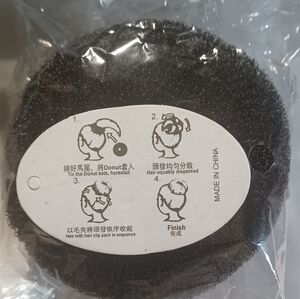 1.
綁好馬尾，將Donut套入
Tie the Donut sets, horsetail
2.
頭發均勻分散
Hair equably dispersed
3.
以毛夾將頭發依序收起
Hair with hair clip pack in sequence
4.
Finish
完成
MADE IN CHINA